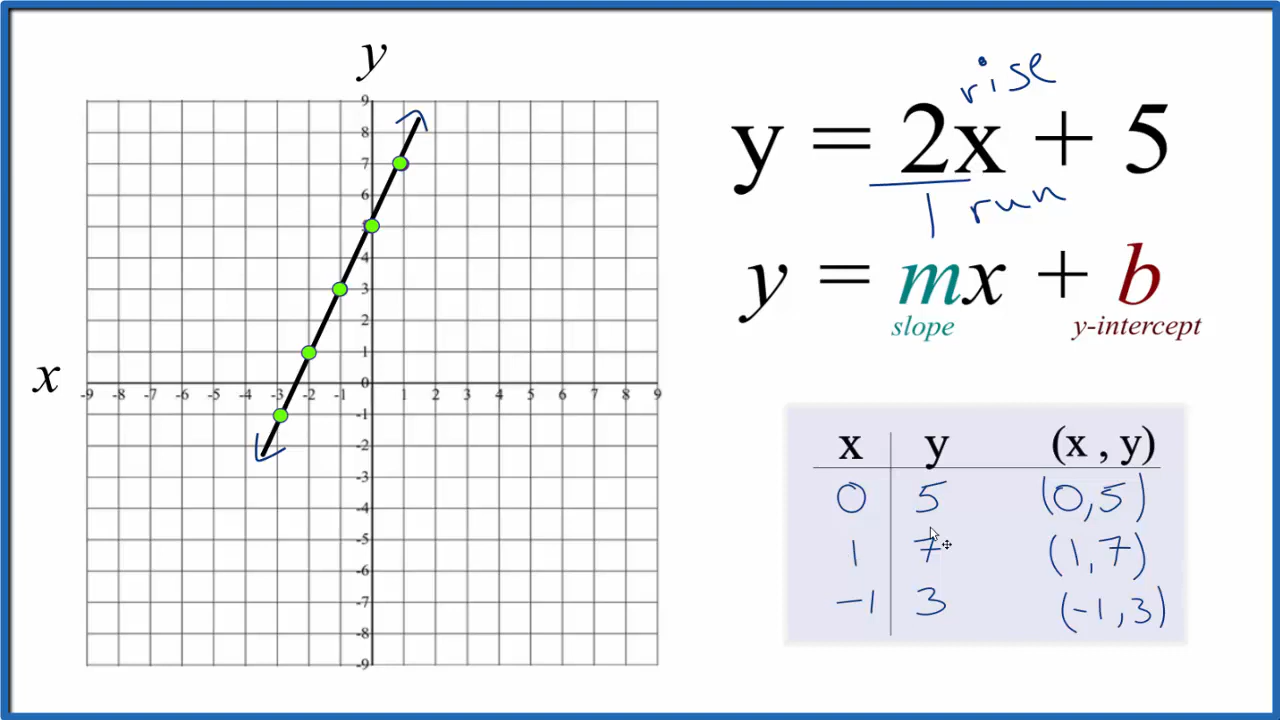 y
9
8
7
6
4
3
2
1
0
x
-9 -8 -7 -6 -5 -4 -3 -2 -1 1 2 3 4 5 6 7 8 9
-1
-2
-3
-4
-5
-6
-7
-8
-9
rise
y = 2x + 5
1 run
y = mx + b
slope y-intercept
x y (x , y)
0 5 (0,5)
1 7 (1,7)
-1 3 (-1,3)